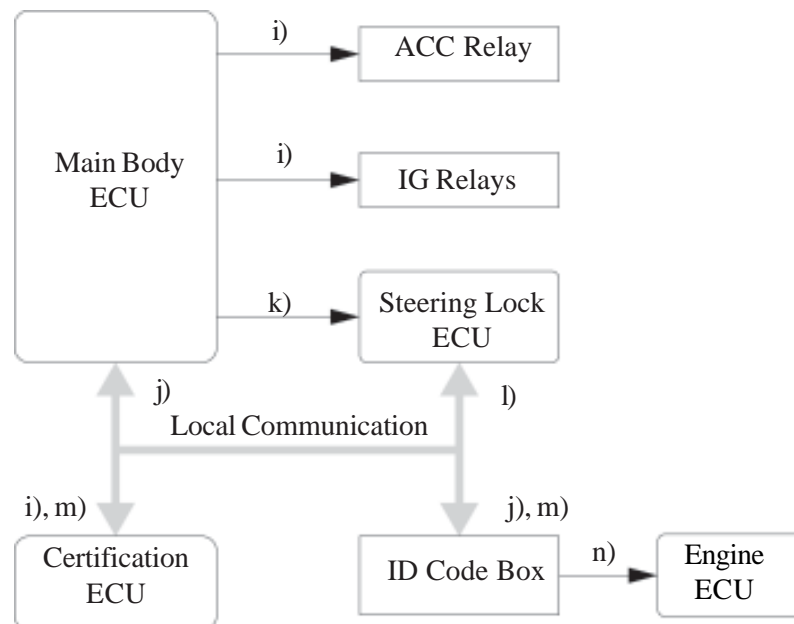 i)
ACC Relay
Main Body
ECU
i)
IG Relays
k)
Steering Lock
ECU
j)
l)
Local Communication
i), m)
j), m)
Certification
ECU
ID Code Box
n)
Engine
ECU